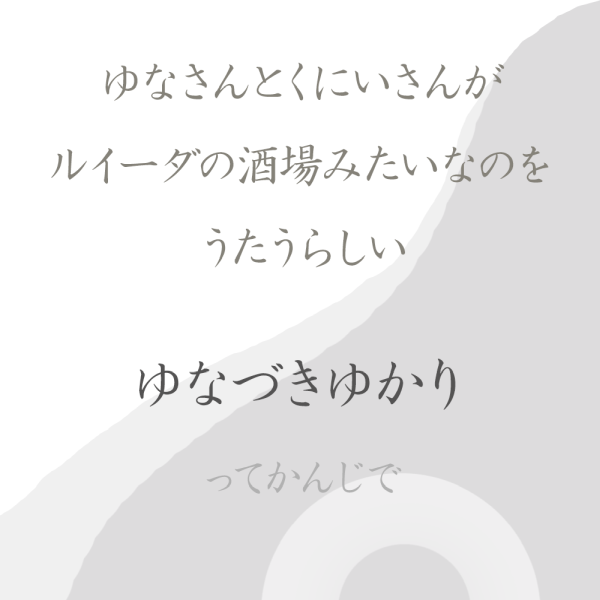 ゆなさんとくにいさんが
ルイーダの酒場みたいなのを
うたうらしい
ゆなづきゆかり
ってかんじで